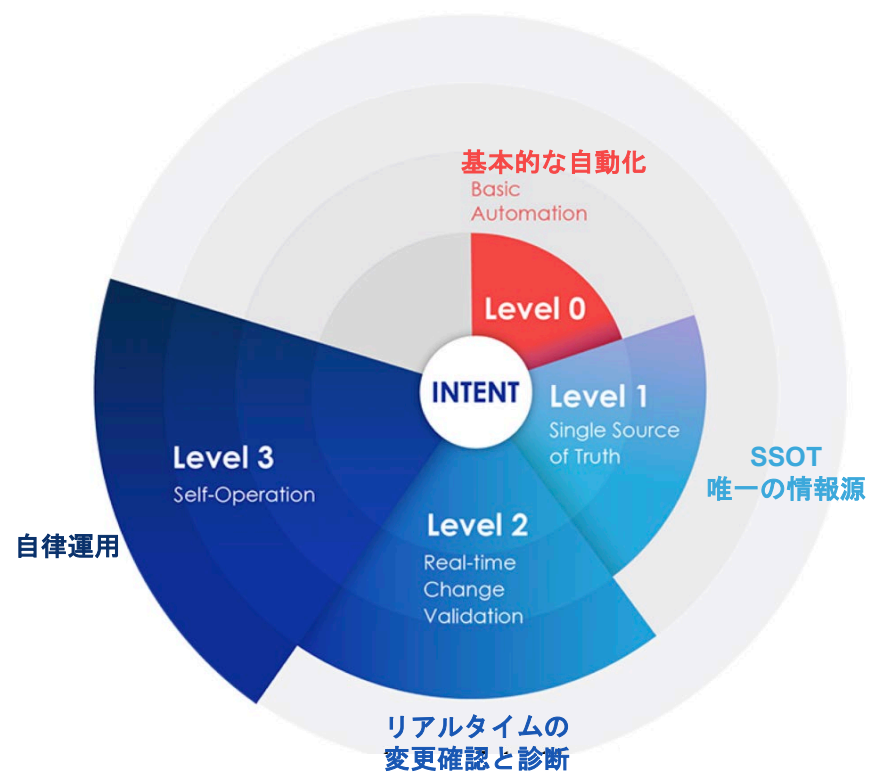 基本的な自動化
Basic
Automation
Level 0
INTENT
Level 1
Single Source
of Truth
SSOT
唯一の情報源
Level 2
Real-time
Change
Validation
リアルタイムの
変更確認と診断
Level 3
Self-Operation
自律運用